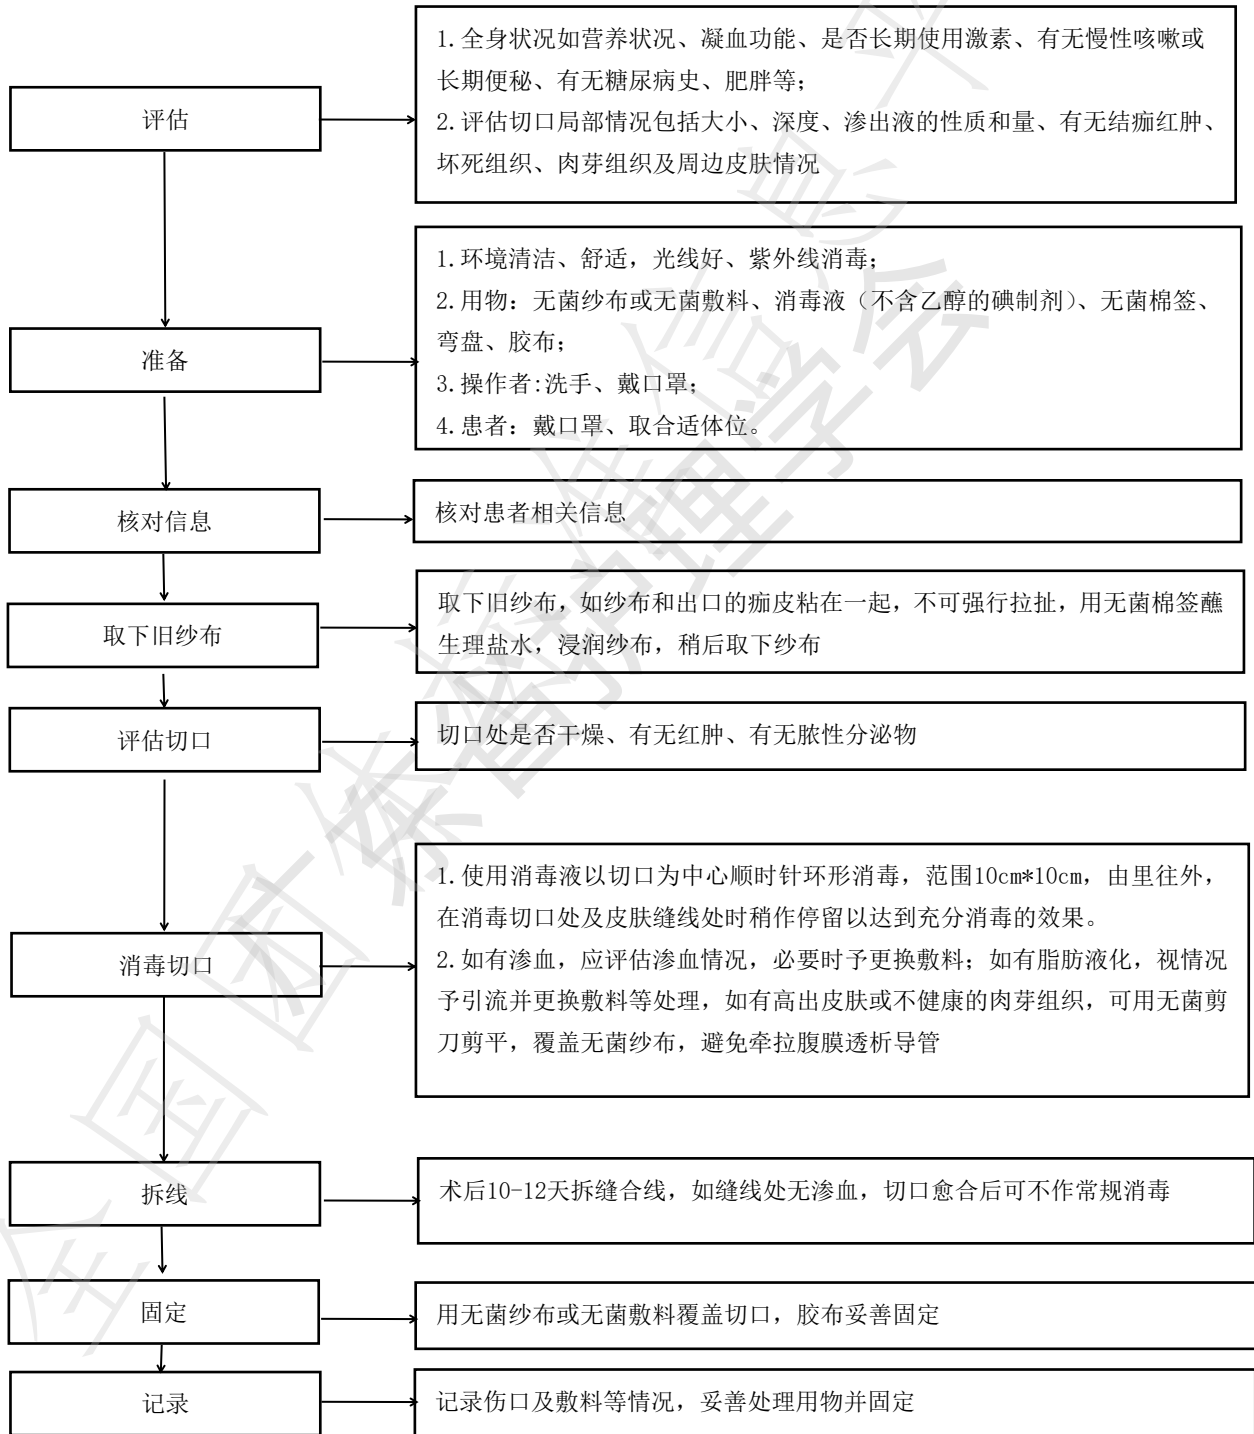 评估
1.全身状况如营养状况、凝血功能、是否长期使用激素、有无慢性咳嗽或
长期便秘、有无糖尿病史、肥胖等；
2.评估切口局部情况包括大小、深度、渗出液的性质和量、有无结痂红肿、
坏死组织、肉芽组织及周边皮肤情况
准备
1.环境清洁、舒适，光线好、紫外线消毒；
2.用物：无菌纱布或无菌敷料、消毒液（不含乙醇的碘制剂）、无菌棉签、
弯盘、胶布；
3.操作者:洗手、戴口罩；
4.患者：戴口罩、取合适体位。
核对信息
核对患者相关信息
取下旧纱布
取下旧纱布，如纱布和出口的痂皮粘在一起，不可强行拉扯，用无菌棉签蘸
生理盐水，浸润纱布，稍后取下纱布
评估切口
切口处是否干燥、有无红肿、有无脓性分泌物
消毒切口
1.使用消毒液以切口为中心顺时针环形消毒，范围10cm*10cm，由里往外，
在消毒切口处及皮肤缝线处时稍作停留以达到充分消毒的效果。
2.如有渗血，应评估渗血情况，必要时予更换敷料；如有脂肪液化，视情况
予引流并更换敷料等处理，如有高出皮肤或不健康的肉芽组织，可用无菌剪
刀剪平，覆盖无菌纱布，避免牵拉腹膜透析导管
拆线
术后10-12天拆缝合线，如缝线处无渗血，切口愈合后可不作常规消毒
固定
用无菌纱布或无菌敷料覆盖切口，胶布妥善固定
记录
记录伤口及敷料等情况，妥善处理用物并固定
广东省护理学会
全国团体标准信息平